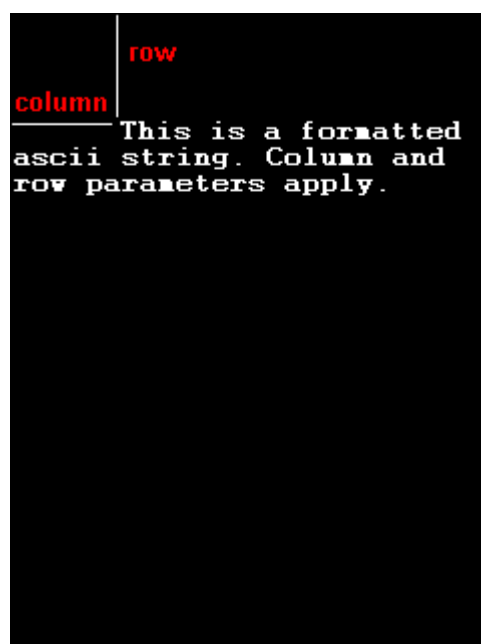 row
column
This is a formatted
ascii string. Column and
row parameters apply.